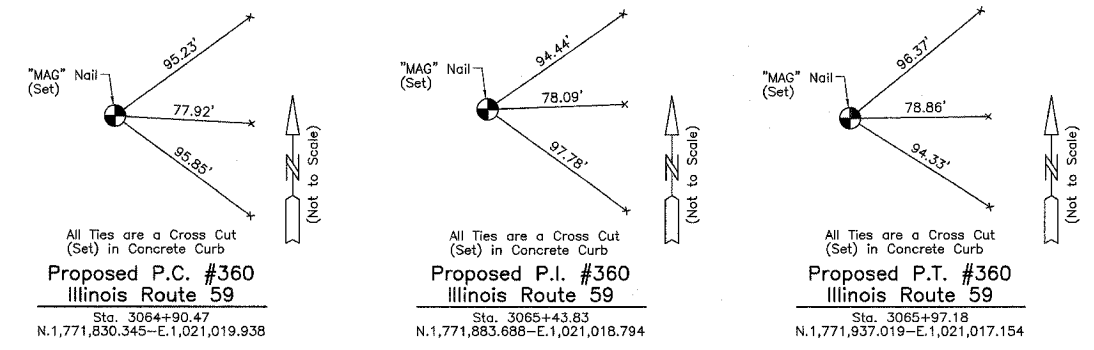 95.23'
"MAG" Nail
(Set)
77.92'
95.85'
N
(Not to Scale)
All Ties are a Cross Cut
(Set) in Concrete Curb
Proposed P.C. #360
Illinois Route 59
Sta. 3064+90.47
N.1,771,830.345–E.1,021,019.938
94.44'
"MAG" Nail
(Set)
78.09'
97.78'
N
(Not to Scale)
All Ties are a Cross Cut
(Set) in Concrete Curb
Proposed P.I. #360
Illinois Route 59
Sta. 3065+43.83
N.1,771,883.688–E.1,021,018.794
96.37'
"MAG" Nail
(Set)
78.86'
94.33'
N
(Not to Scale)
All Ties are a Cross Cut
(Set) in Concrete Curb
Proposed P.T. #360
Illinois Route 59
Sta. 3065+97.18
N.1,771,937.019–E.1,021,017.154